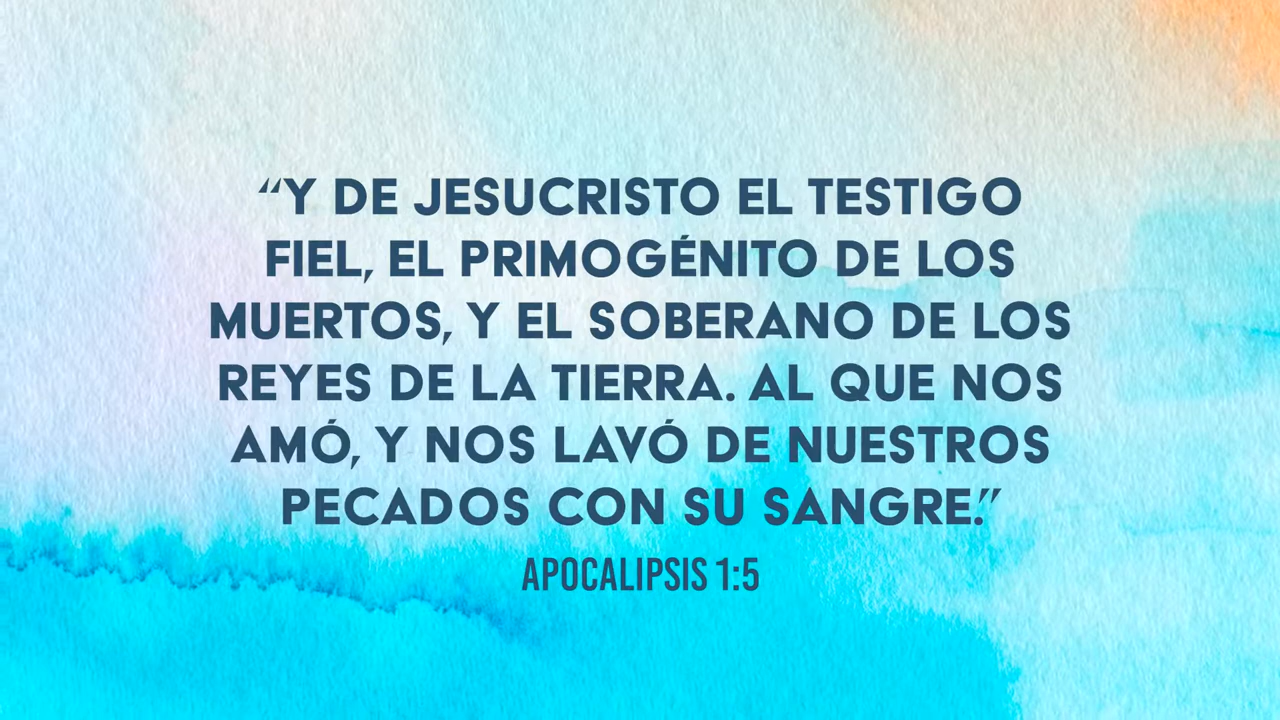 “Y DE JESUCRISTO EL TESTIGO
FIEL, EL PRIMOGÉNITO DE LOS
MUERTOS, Y EL SOBERANO DE LOS
REYES DE LA TIERRA. AL QUE NOS
AMÓ, Y NOS LAVÓ DE NUESTROS
PECADOS CON SU SANGRE.”
APOCALIPSIS 1:5